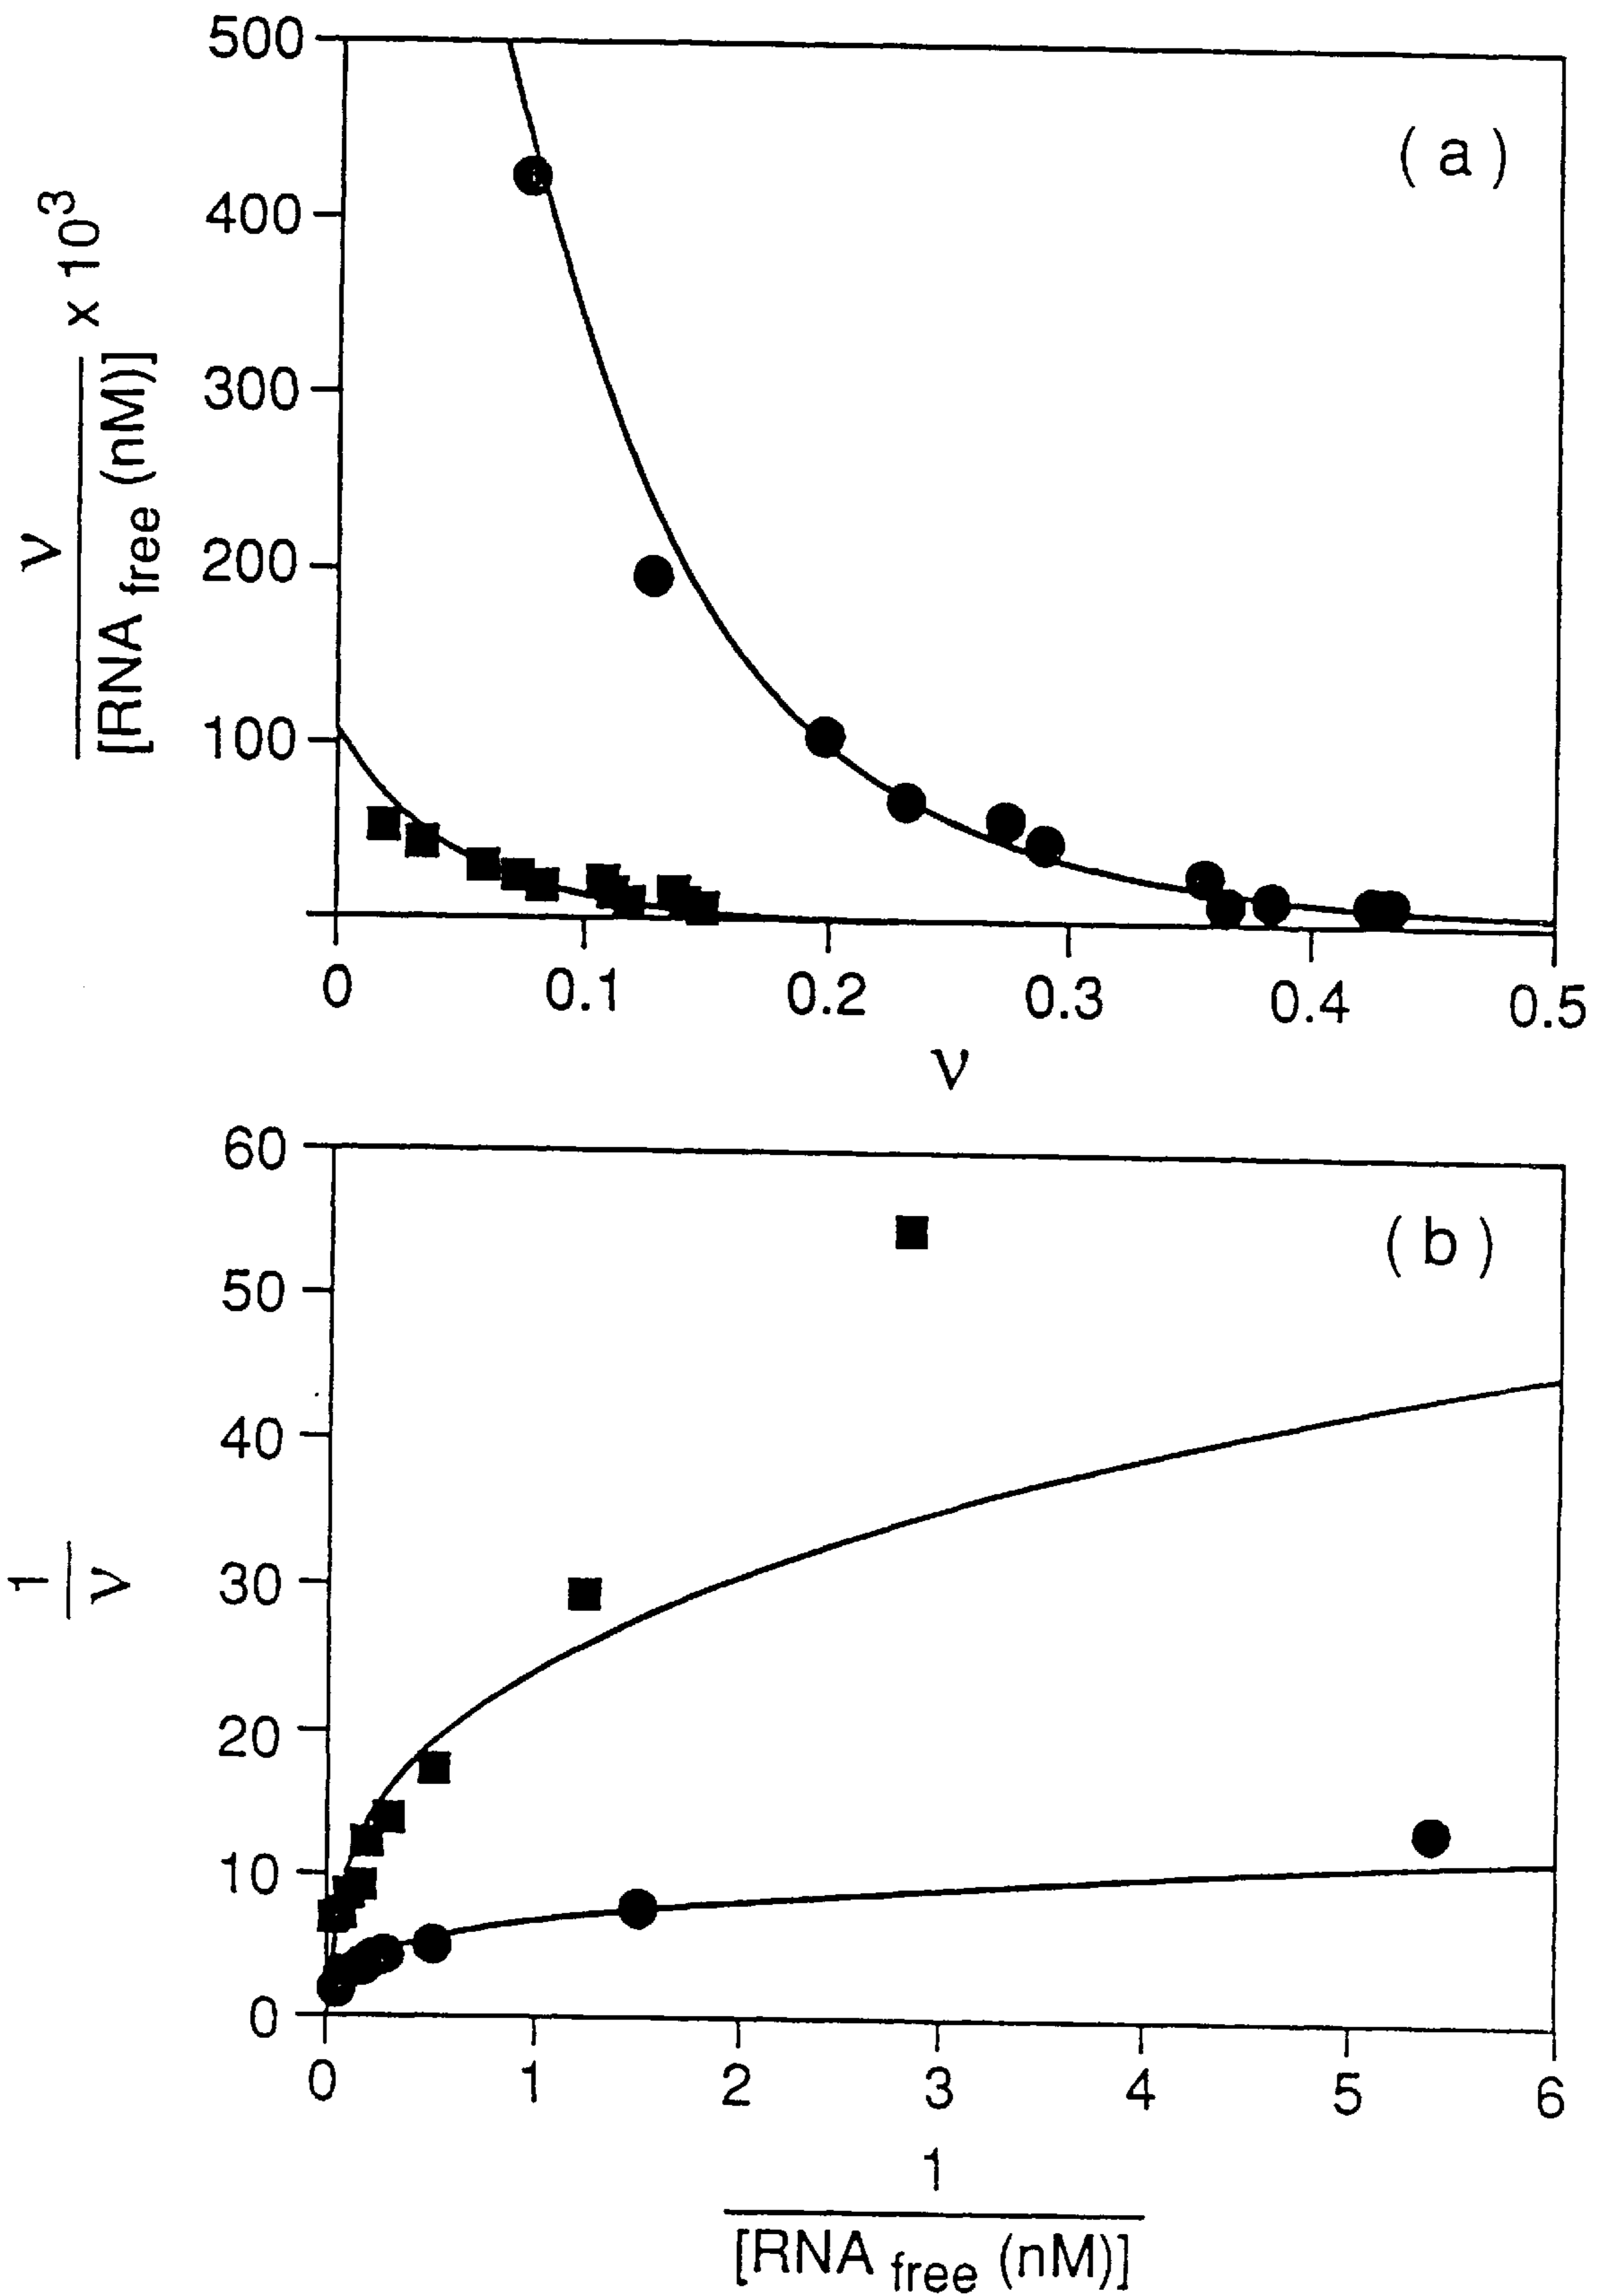 500
400
300
200
100
ν
[RNA free (nM)]
x 10³
( a )
0 0.1 0.2 0.3 0.4 0.5
ν
60
50
40
30
20
10
0
1
ν
( b )
0 1 2 3 4 5 6
1
[RNA free (nM)]